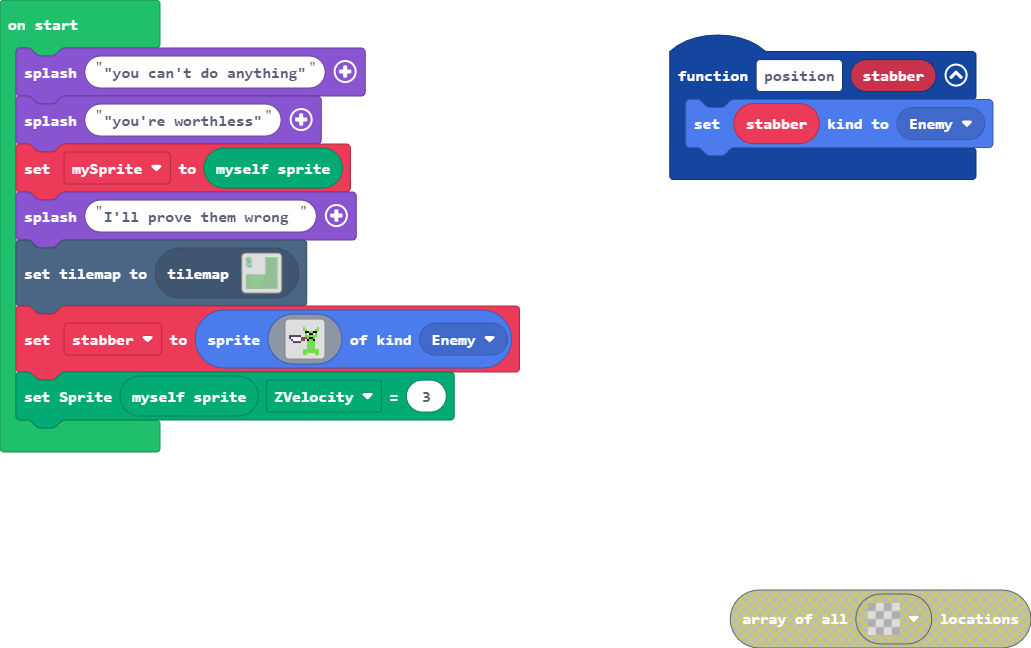 on start
splash ""you can't do anything""
splash ""you're worthless""
set mySprite to myself sprite
splash "I'll prove them wrong "
set tilemap to tilemap
set stabber to sprite of kind Enemy
set Sprite myself sprite ZVelocity = 3
function position stabber
set stabber kind to Enemy
array of all locations